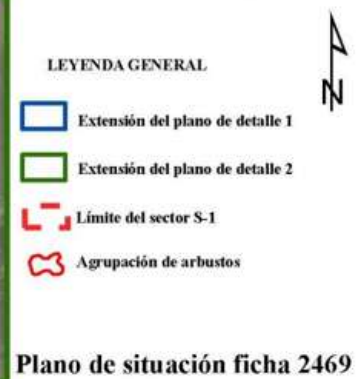 LEYENDA GENERAL
N
Extensión del plano de detalle 1
Extensión del plano de detalle 2
Límite del sector S-1
Agrupación de arbustos
Plano de situación ficha 2469